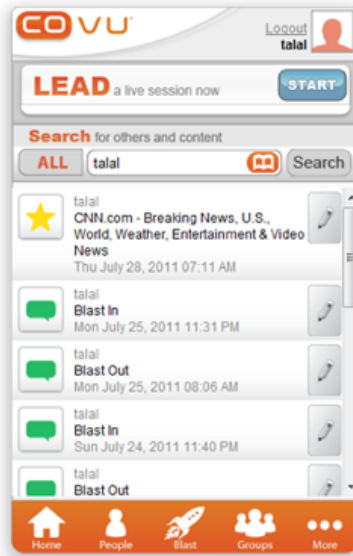 COVU
Logout
talal
LEAD a live session now
START
Search for others and content
ALL
talal
Search
talal
CNN.com - Breaking News, U.S.,
World, Weather, Entertainment & Video
News
Thu July 28, 2011 07:11 AM
talal
Blast In
Mon July 25, 2011 11:31 PM
talal
Blast Out
Mon July 25, 2011 08:06 AM
talal
Blast In
Sun July 24, 2011 11:40 PM
talal
Blast Out
Home
People
Blast
Groups
More